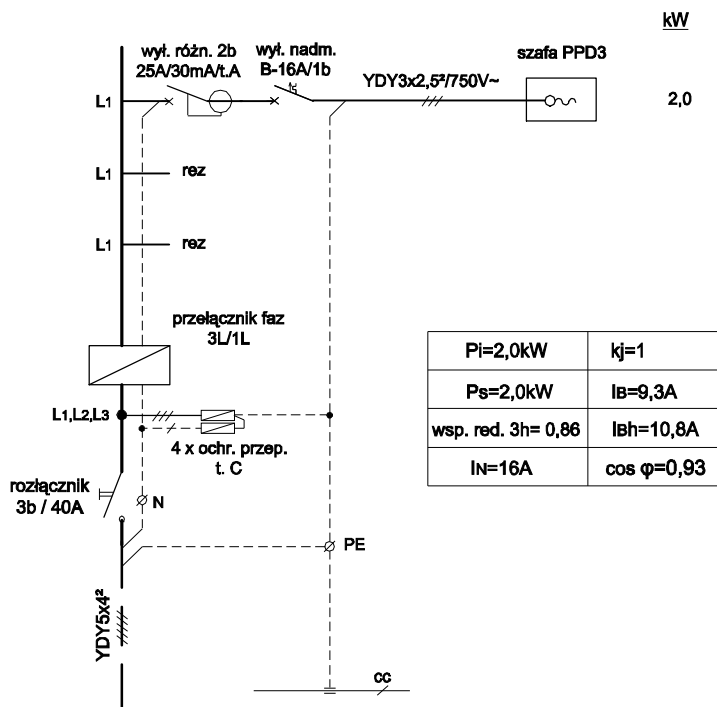 kW
wył. różn. 2b
25A/30mA/t.A
wył. nadm.
B-16A/1b
szafa PPD3
YDY3x2,5²/750V~
L1
2,0
L1
rez
L1
rez
przełącznik faz
3L/1L
Pi=2,0kW
kj=1
Ps=2,0kW
IB=9,3A
wsp. red. 3h= 0,86
IBh=10,8A
IN=16A
cos φ=0,93
L1,L2,L3
4 x ochr. przep.
t. C
rozłącznik
3b / 40A
N
PE
YDY5x4²
cc